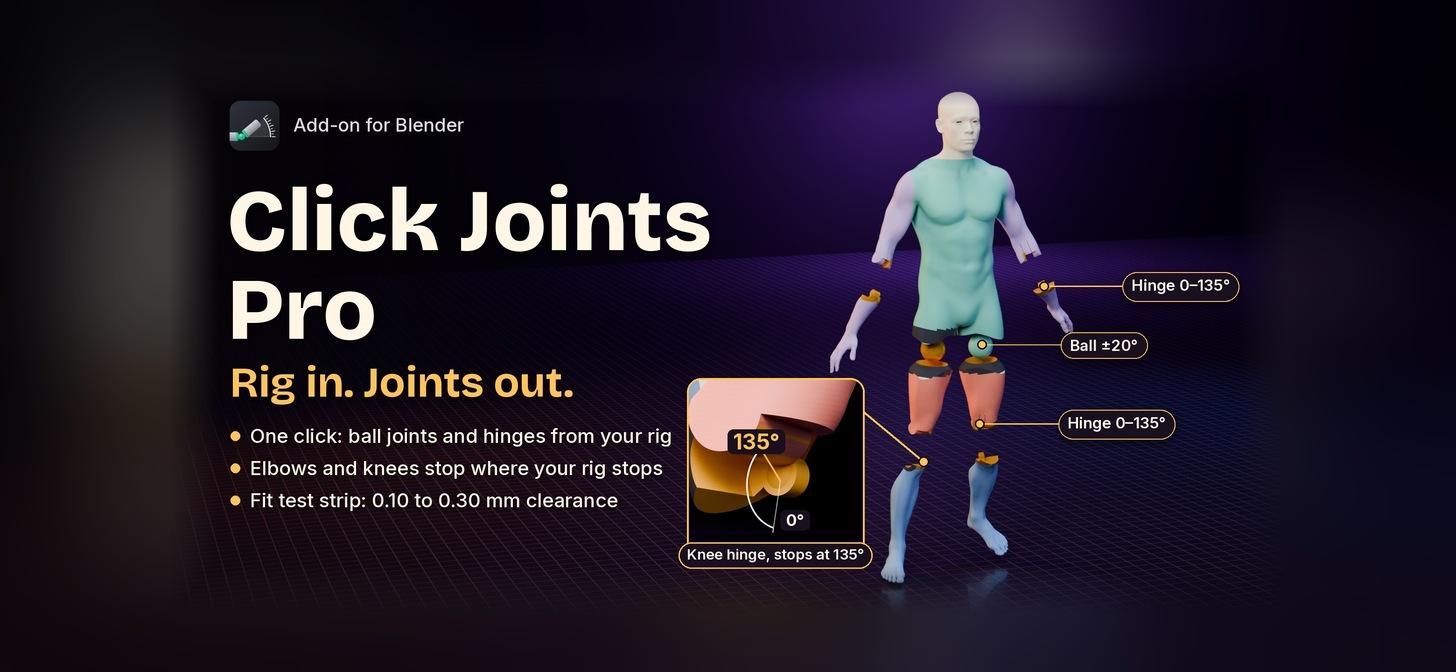 Add-on for Blender
Click Joints
Pro
Rig in. Joints out.
One click: ball joints and hinges from your rig
Elbows and knees stop where your rig stops
Fit test strip: 0.10 to 0.30 mm clearance
135°
0°
Knee hinge, stops at 135°
Hinge 0–135°
Ball ±20°
Hinge 0–135°